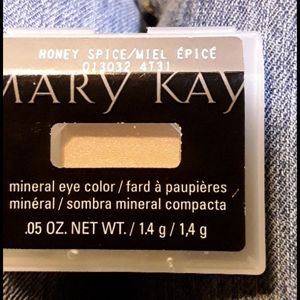 HONEY SPICE/MIEL ÉPICÉ
013032 4T31
MARY KAY
mineral eye color / fard à paupières
minéral / sombra mineral compacta
.05 OZ. NET WT. / 1.4 g / 1,4 g